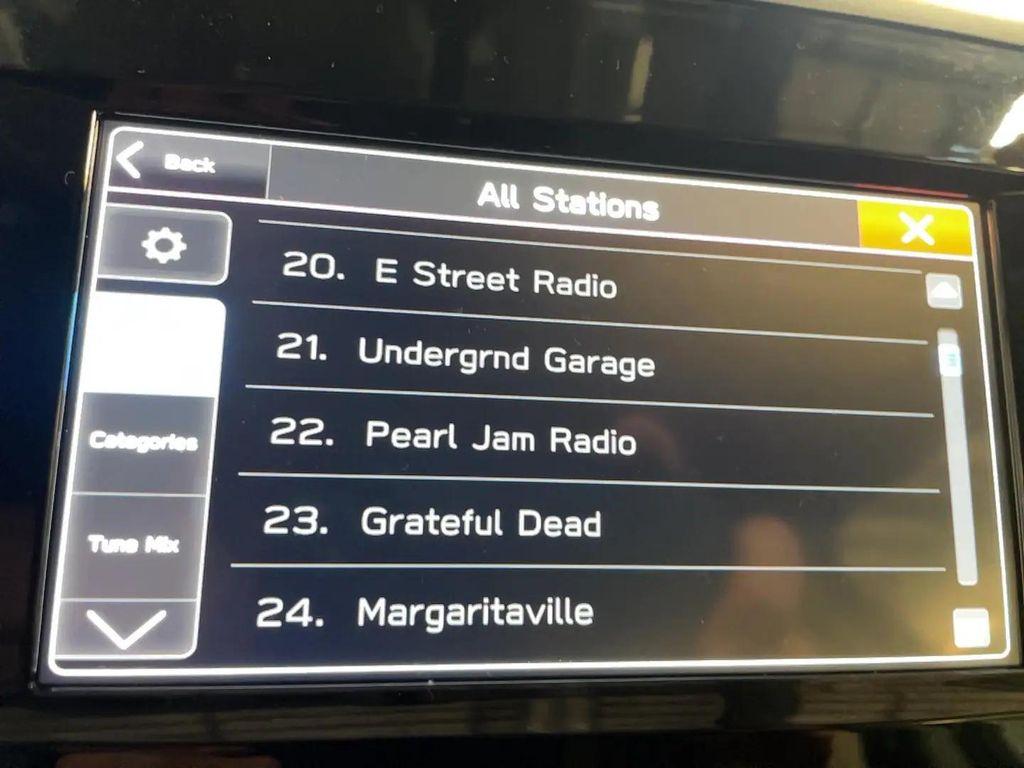 Back
All Stations
20. E Street Radio
21. Undergrnd Garage
22. Pearl Jam Radio
Categories
23. Grateful Dead
Tune Mix
24. Margaritaville